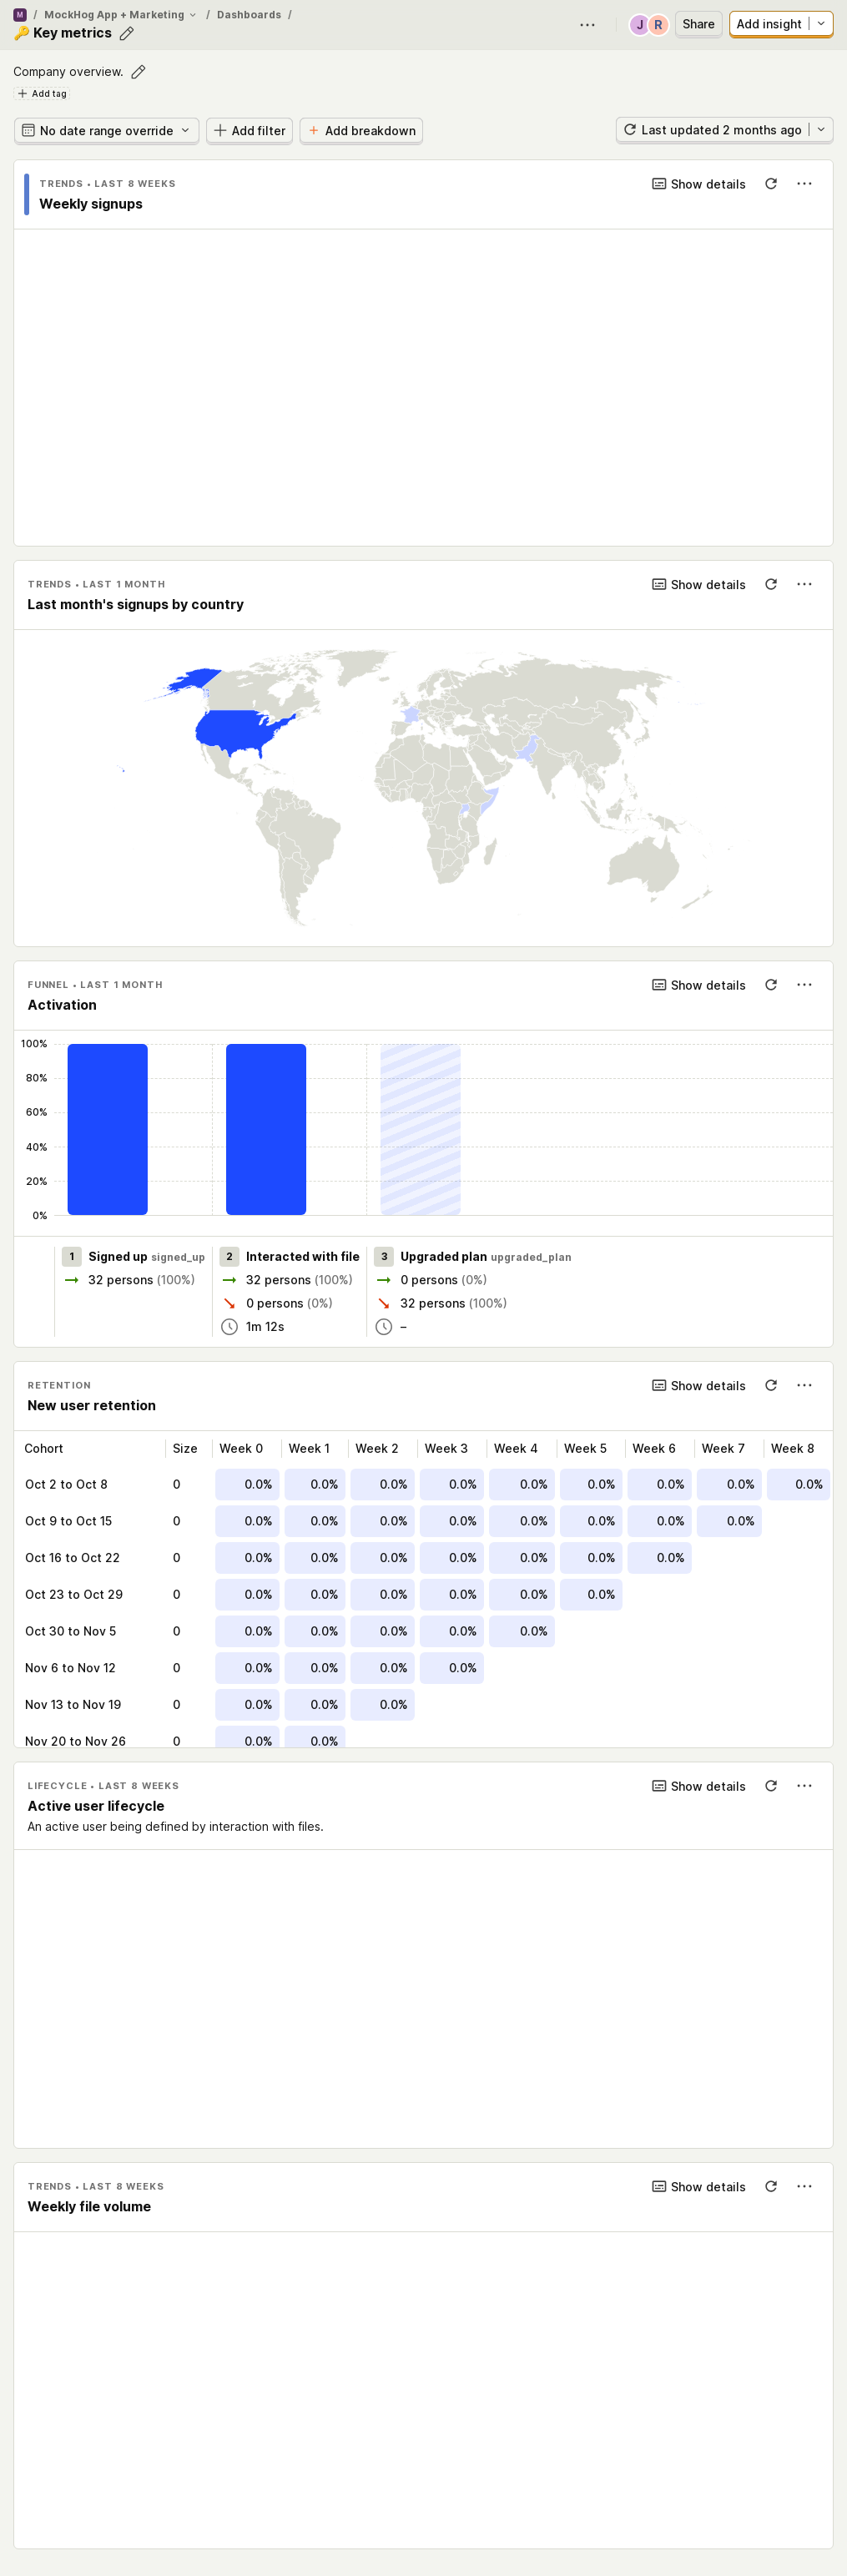 M / MockHog App + Marketing / Dashboards /
🔑 Key metrics
J R Share Add insight
Company overview.
Add tag
No date range override Add filter Add breakdown Last updated 2 months ago
TRENDS • LAST 8 WEEKS
Show details
Weekly signups
TRENDS • LAST 1 MONTH
Show details
Last month's signups by country
FUNNEL • LAST 1 MONTH
Show details
Activation
100%
80%
60%
40%
20%
0%
1 Signed up signed_up 2 Interacted with file 3 Upgraded plan upgraded_plan
32 persons (100%) 32 persons (100%) 0 persons (0%)
0 persons (0%) 32 persons (100%)
1m 12s –
RETENTION
Show details
New user retention
Cohort Size Week 0 Week 1 Week 2 Week 3 Week 4 Week 5 Week 6 Week 7 Week 8
Oct 2 to Oct 8 0 0.0% 0.0% 0.0% 0.0% 0.0% 0.0% 0.0% 0.0% 0.0%
Oct 9 to Oct 15 0 0.0% 0.0% 0.0% 0.0% 0.0% 0.0% 0.0% 0.0%
Oct 16 to Oct 22 0 0.0% 0.0% 0.0% 0.0% 0.0% 0.0% 0.0%
Oct 23 to Oct 29 0 0.0% 0.0% 0.0% 0.0% 0.0% 0.0%
Oct 30 to Nov 5 0 0.0% 0.0% 0.0% 0.0% 0.0%
Nov 6 to Nov 12 0 0.0% 0.0% 0.0% 0.0%
Nov 13 to Nov 19 0 0.0% 0.0% 0.0%
Nov 20 to Nov 26 0 0.0% 0.0%
LIFECYCLE • LAST 8 WEEKS
Show details
Active user lifecycle
An active user being defined by interaction with files.
TRENDS • LAST 8 WEEKS
Show details
Weekly file volume